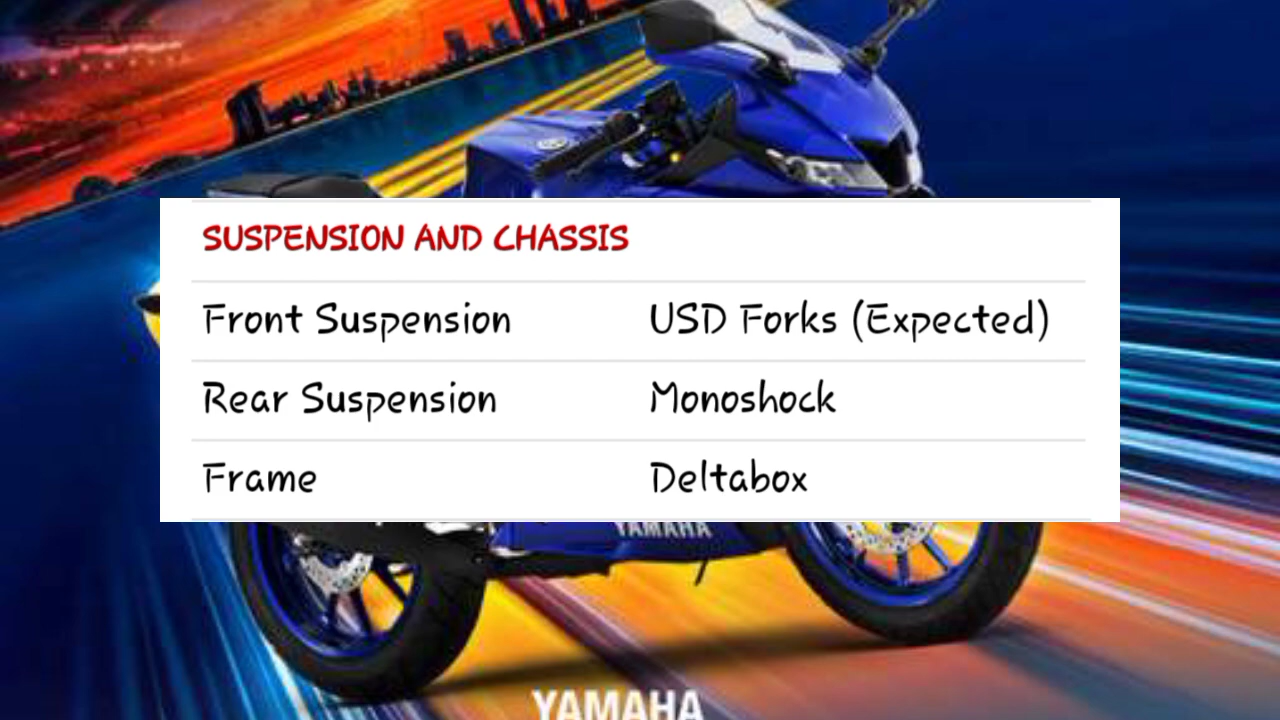 SUSPENSION AND CHASSIS
Front Suspension USD Forks (Expected)
Rear Suspension Monoshock
Frame Deltabox
YAMAHA
YAMAHA